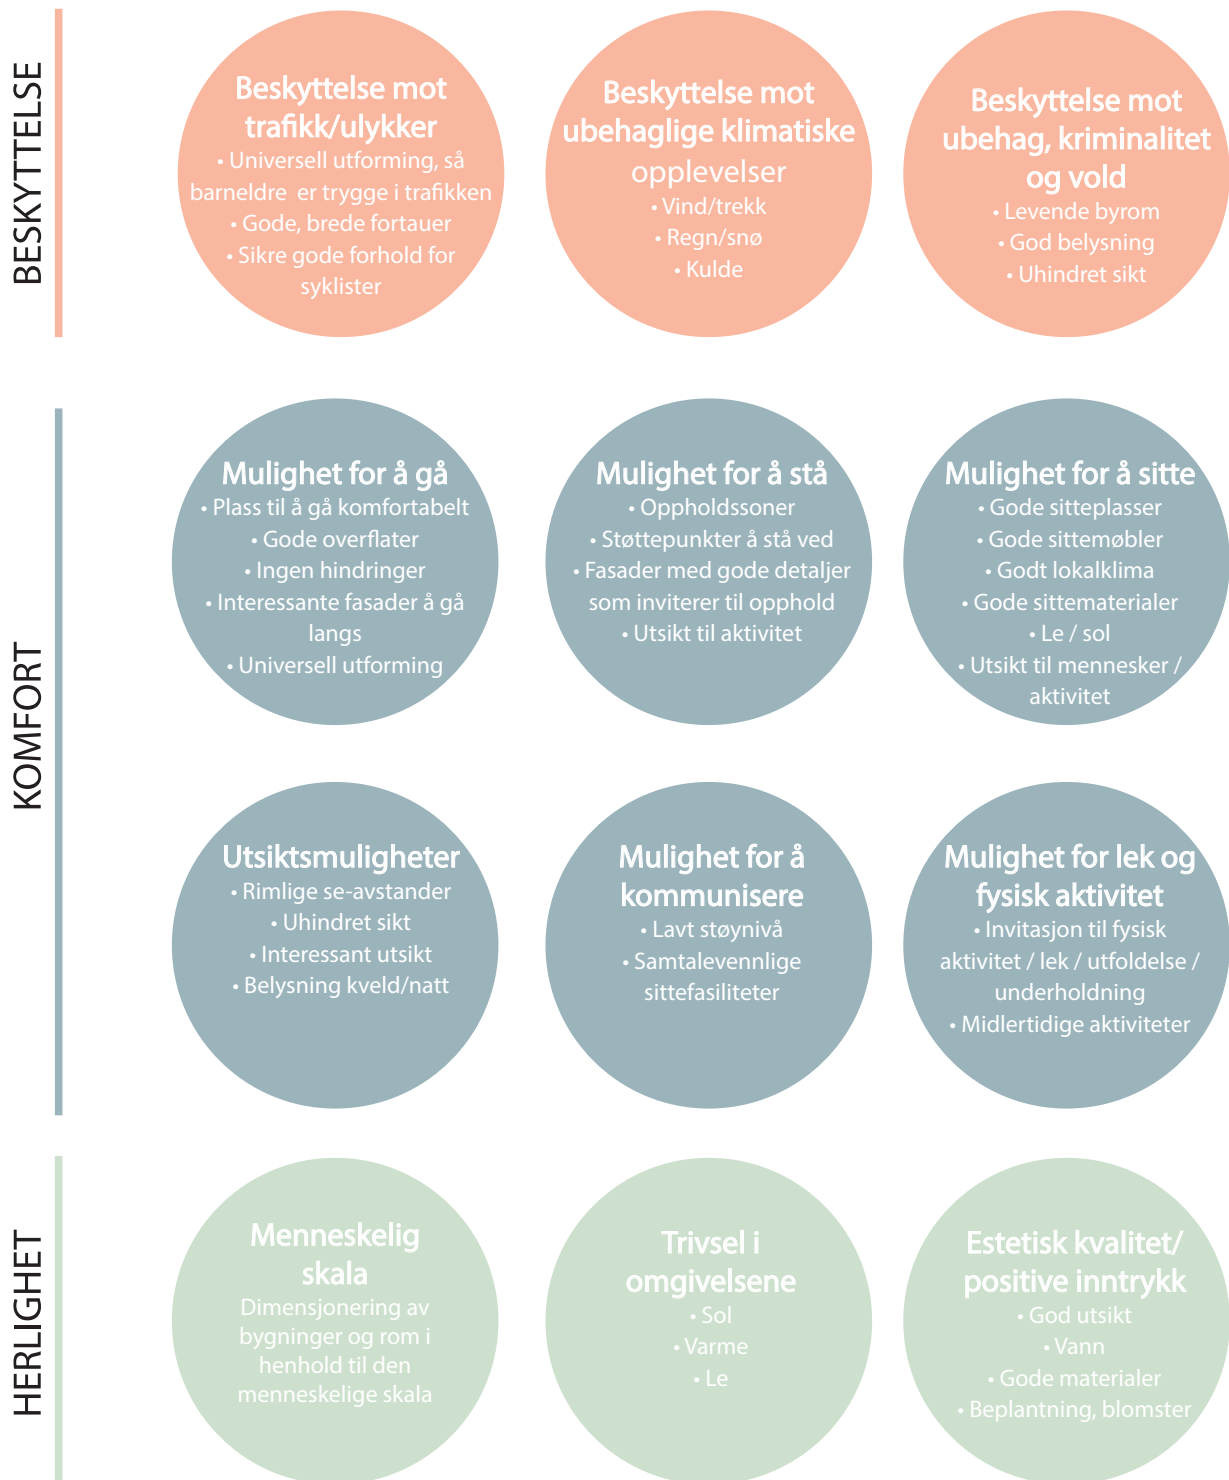 BESKYTTELSE
Beskyttelse mot
trafikk/ulykker
• Universell utforming, så
barneldre er trygge i trafikken
• Gode, brede fortauer
• Sikre gode forhold for
syklister
Beskyttelse mot
ubehaglige klimatiske
opplevelser
• Vind/trekk
• Regn/snø
• Kulde
Beskyttelse mot
ubehag, kriminalitet
og vold
• Levende byrom
• God belysning
• Uhindret sikt
KOMFORT
Mulighet for å gå
• Plass til å gå komfortabelt
• Gode overflater
• Ingen hindringer
• Interessante fasader å gå
langs
• Universell utforming
Mulighet for å stå
• Oppholdssoner
• Støttepunkter å stå ved
• Fasader med gode detaljer
som inviterer til opphold
• Utsikt til aktivitet
Mulighet for å sitte
• Gode sitteplasser
• Gode sittemøbler
• Godt lokalklima
• Gode sittematerialer
• Le / sol
• Utsikt til mennesker /
aktivitet
Utsiktsmuligheter
• Rimlige se-avstander
• Uhindret sikt
• Interessant utsikt
• Belysning kveld/natt
Mulighet for å
kommunisere
• Lavt støynivå
• Samtalevennlige
sittefasiliteter
Mulighet for lek og
fysisk aktivitet
• Invitasjon til fysisk
aktivitet / lek / utfoldelse /
underholdning
• Midlertidige aktiviteter
HERLIGHET
Menneskelig
skala
Dimensjonering av
bygninger og rom i
henhold til den
menneskelige skala
Trivsel i
omgivelsene
• Sol
• Varme
• Le
Estetisk kvalitet/
positive inntrykk
• God utsikt
• Vann
• Gode materialer
• Beplantning, blomster